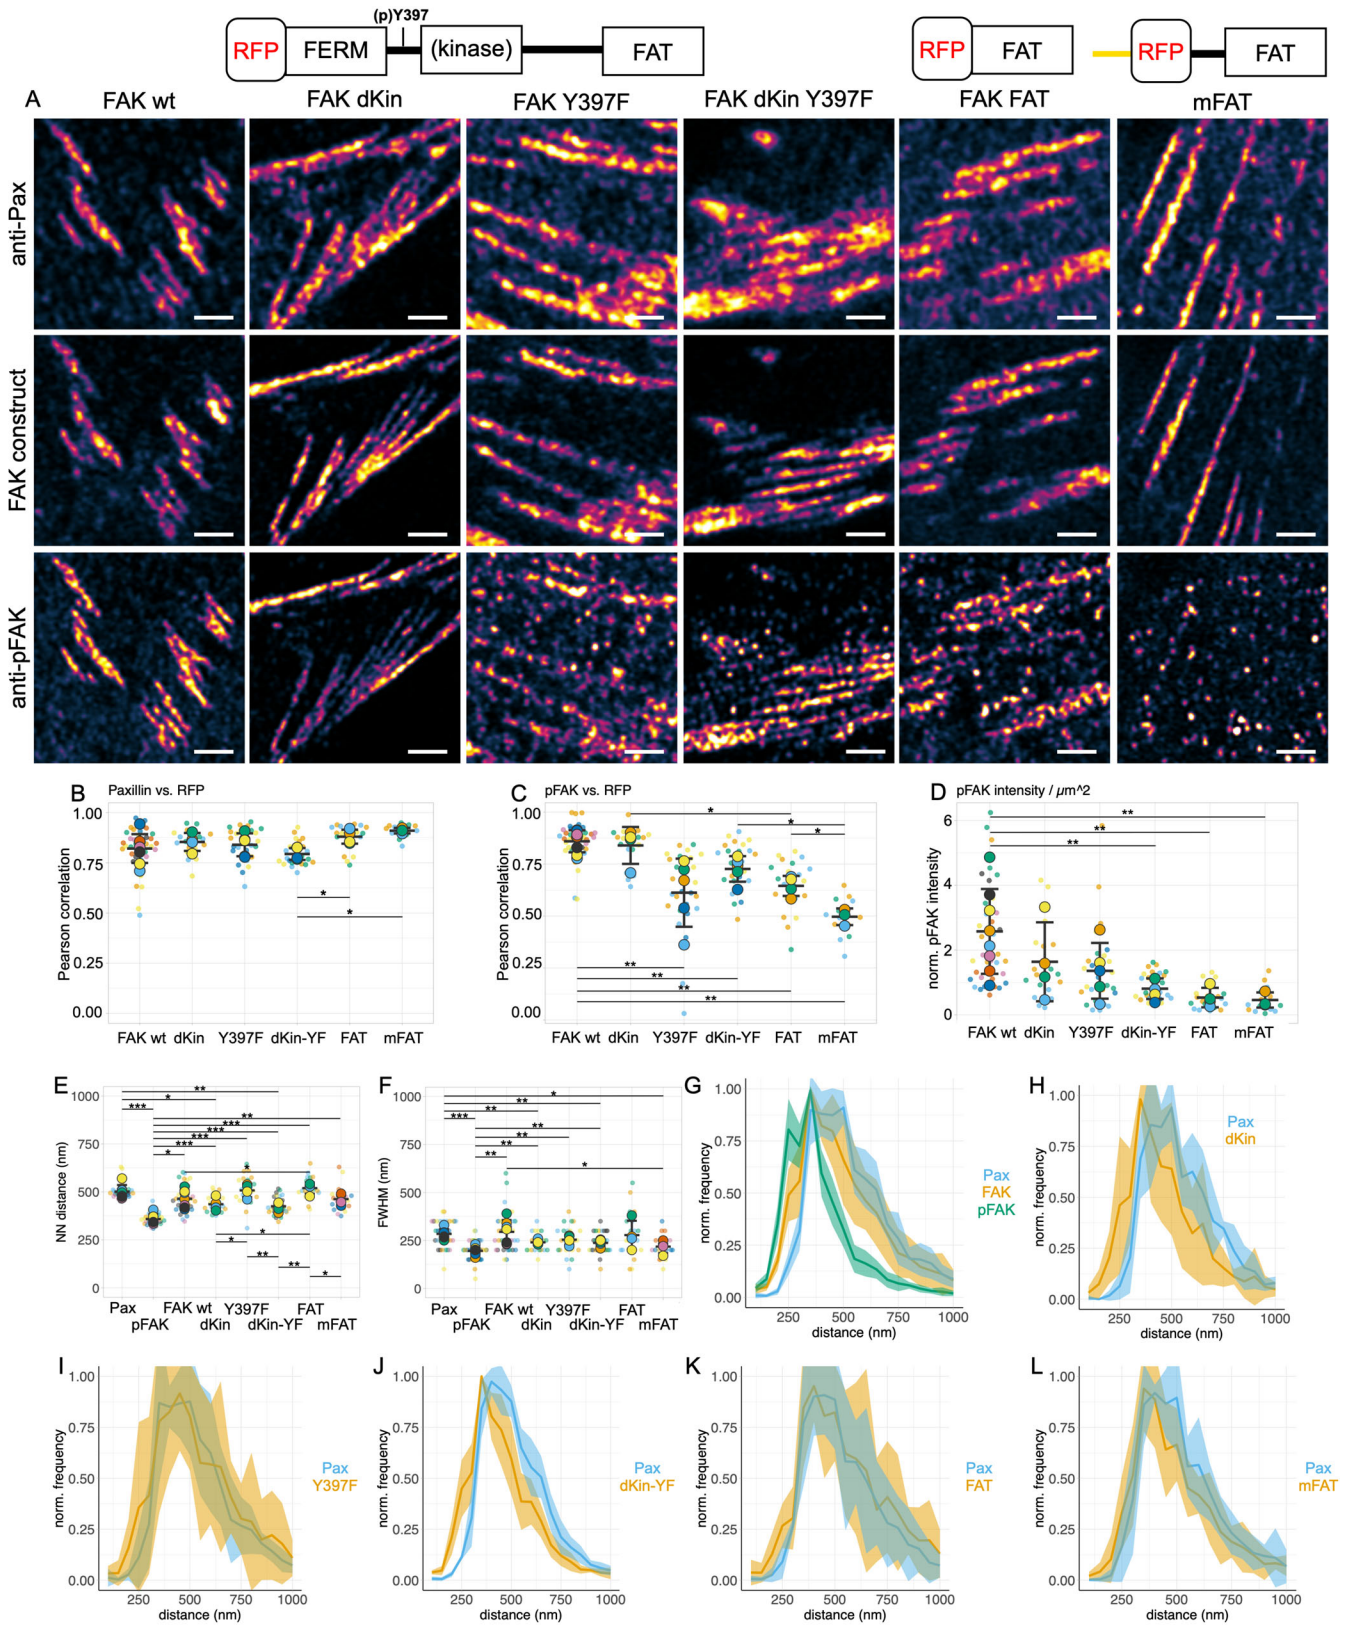 (p)Y397
RFP FERM (kinase) FAT RFP FAT RFP FAT
A FAK wt FAK dKin FAK Y397F FAK dKin Y397F FAK FAT mFAT
anti-Pax
FAK construct
anti-pFAK
B Paxillin vs. RFP
Pearson correlation
1.00
0.75
0.50
0.25
0.00
*
*
FAK wt dKin Y397F dKin-YF FAT mFAT
C pFAK vs. RFP
Pearson correlation
1.00
0.75
0.50
0.25
0.00
*
*
*
**
**
**
**
FAK wt dKin Y397F dKin-YF FAT mFAT
D pFAK intensity / µm^2
norm. pFAK intensity
6
4
2
0
**
**
**
FAK wt dKin Y397F dKin-YF FAT mFAT
E
NN distance (nm)
1000
750
500
250
0
**
*
***
**
***
***
***
***
*
*
*
*
**
**
*
Pax FAK wt Y397F FAT
pFAK dKin dKin-YF mFAT
F
FWHM (nm)
1000
750
500
250
0
*
**
**
***
**
**
**
**
*
Pax FAK wt Y397F FAT
pFAK dKin dKin-YF mFAT
G
norm. frequency
1.00
0.75
0.50
0.25
0.00
Pax
FAK
pFAK
250 500 750 1000
distance (nm)
H
norm. frequency
1.00
0.75
0.50
0.25
0.00
Pax
dKin
250 500 750 1000
distance (nm)
I
norm. frequency
1.00
0.75
0.50
0.25
0.00
Pax
Y397F
250 500 750 1000
distance (nm)
J
norm. frequency
1.00
0.75
0.50
0.25
0.00
Pax
dKin-YF
250 500 750 1000
distance (nm)
K
norm. frequency
1.00
0.75
0.50
0.25
0.00
Pax
FAT
250 500 750 1000
distance (nm)
L
norm. frequency
1.00
0.75
0.50
0.25
0.00
Pax
mFAT
250 500 750 1000
distance (nm)